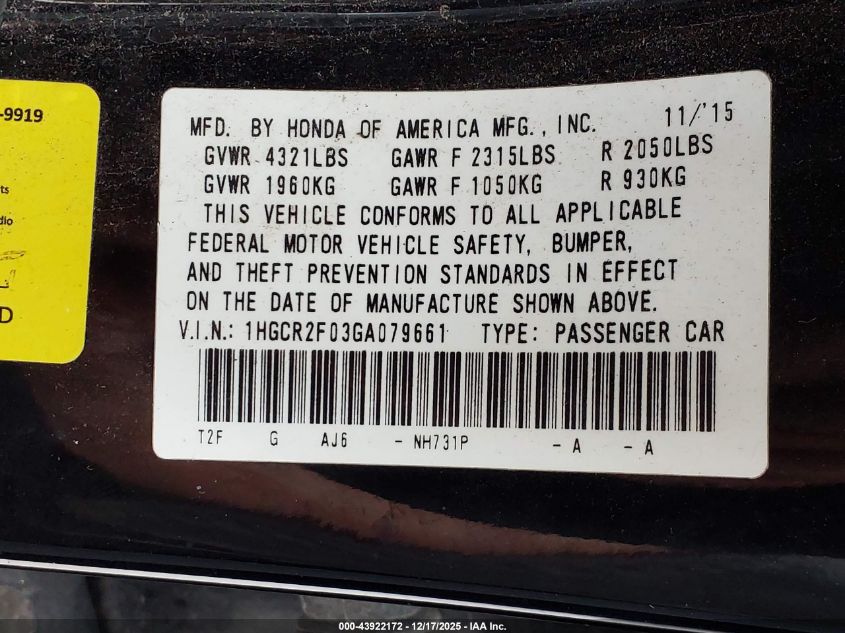 -9919
ts
dio
D
MFD. BY HONDA OF AMERICA MFG., INC. 11/'15
GVWR 4321LBS GAWR F 2315LBS R 2050LBS
GVWR 1960KG GAWR F 1050KG R 930KG
THIS VEHICLE CONFORMS TO ALL APPLICABLE
FEDERAL MOTOR VEHICLE SAFETY, BUMPER,
AND THEFT PREVENTION STANDARDS IN EFFECT
ON THE DATE OF MANUFACTURE SHOWN ABOVE.
V.I.N.: 1HGCR2F03GA079661 TYPE: PASSENGER CAR
T2F G AJ6 - NH731P - A - A
000-43922172 - 12/17/2025 - IAA Inc.